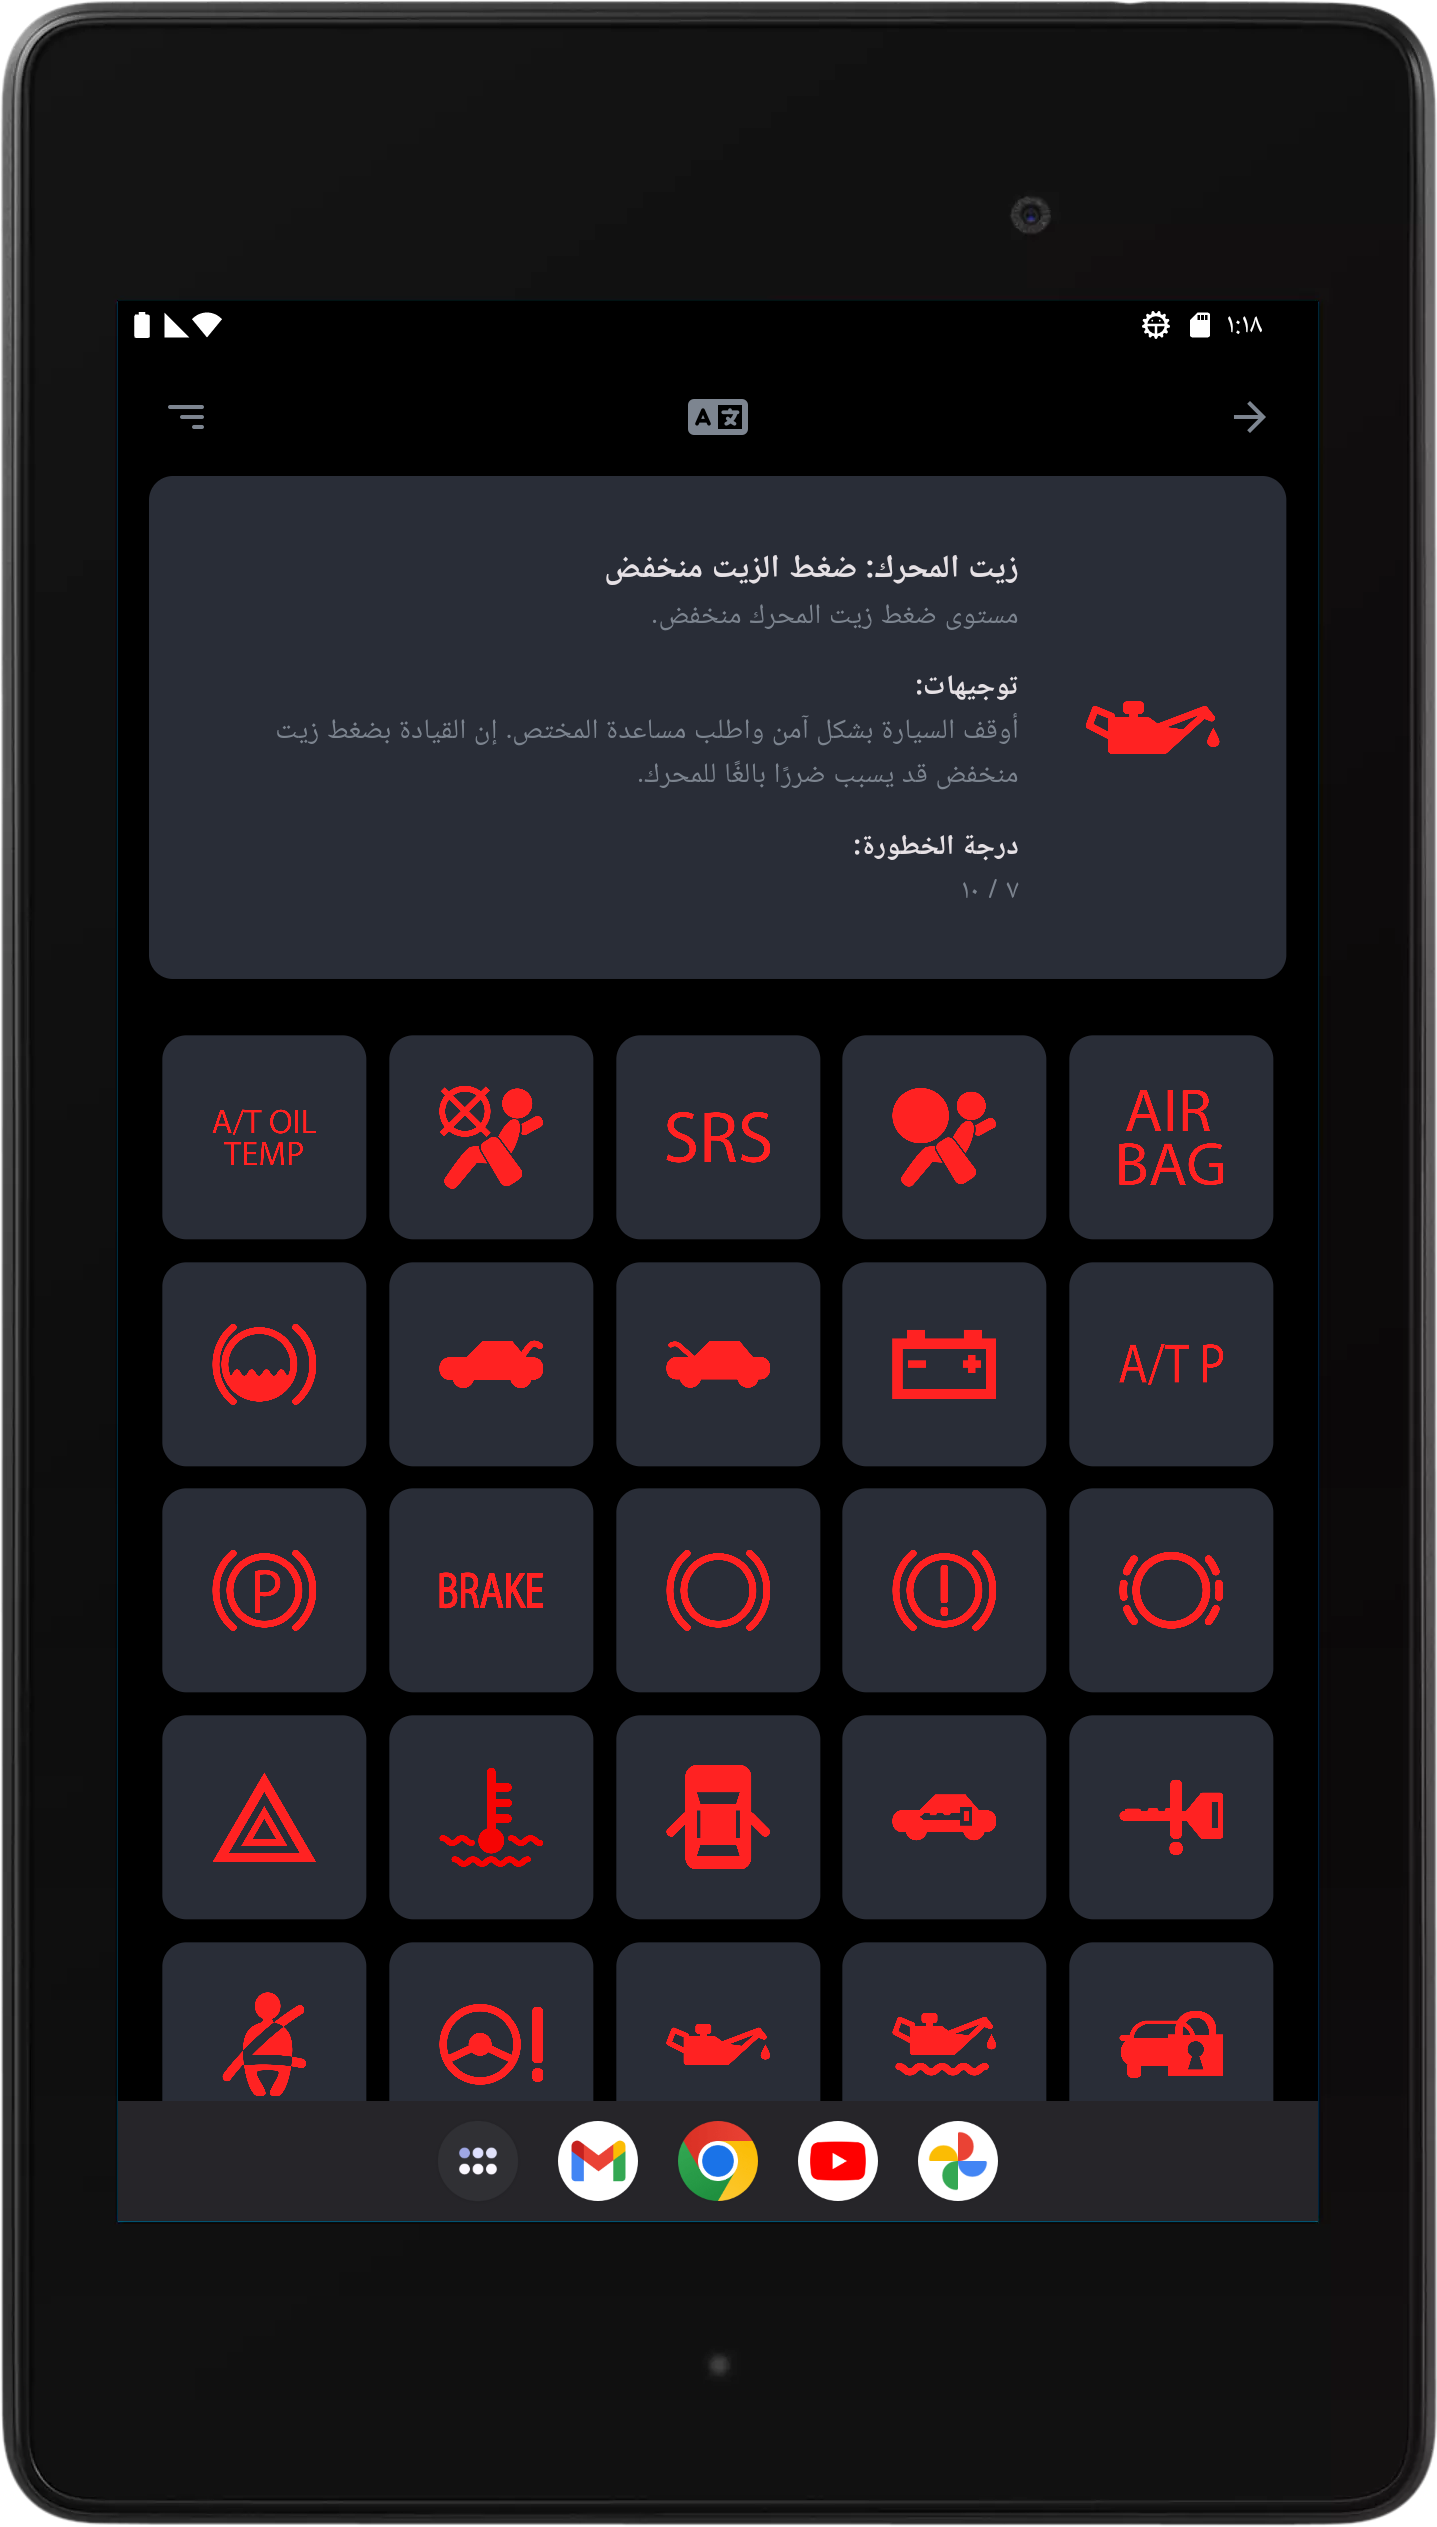 ١:١٨
A 文
زيت المحرك: ضغط الزيت منخفض
مستوى ضغط زيت المحرك منخفض.
توجيهات:
أوقف السيارة بشكل آمن واطلب مساعدة المختص. إن القيادة بضغط زيت
منخفض قد يسبب ضررًا بالغًا للمحرك.
درجة الخطورة:
٧ / ١٠
AIR
BAG
SRS
A/T OIL
TEMP
A/T P
!
BRAKE
P
!